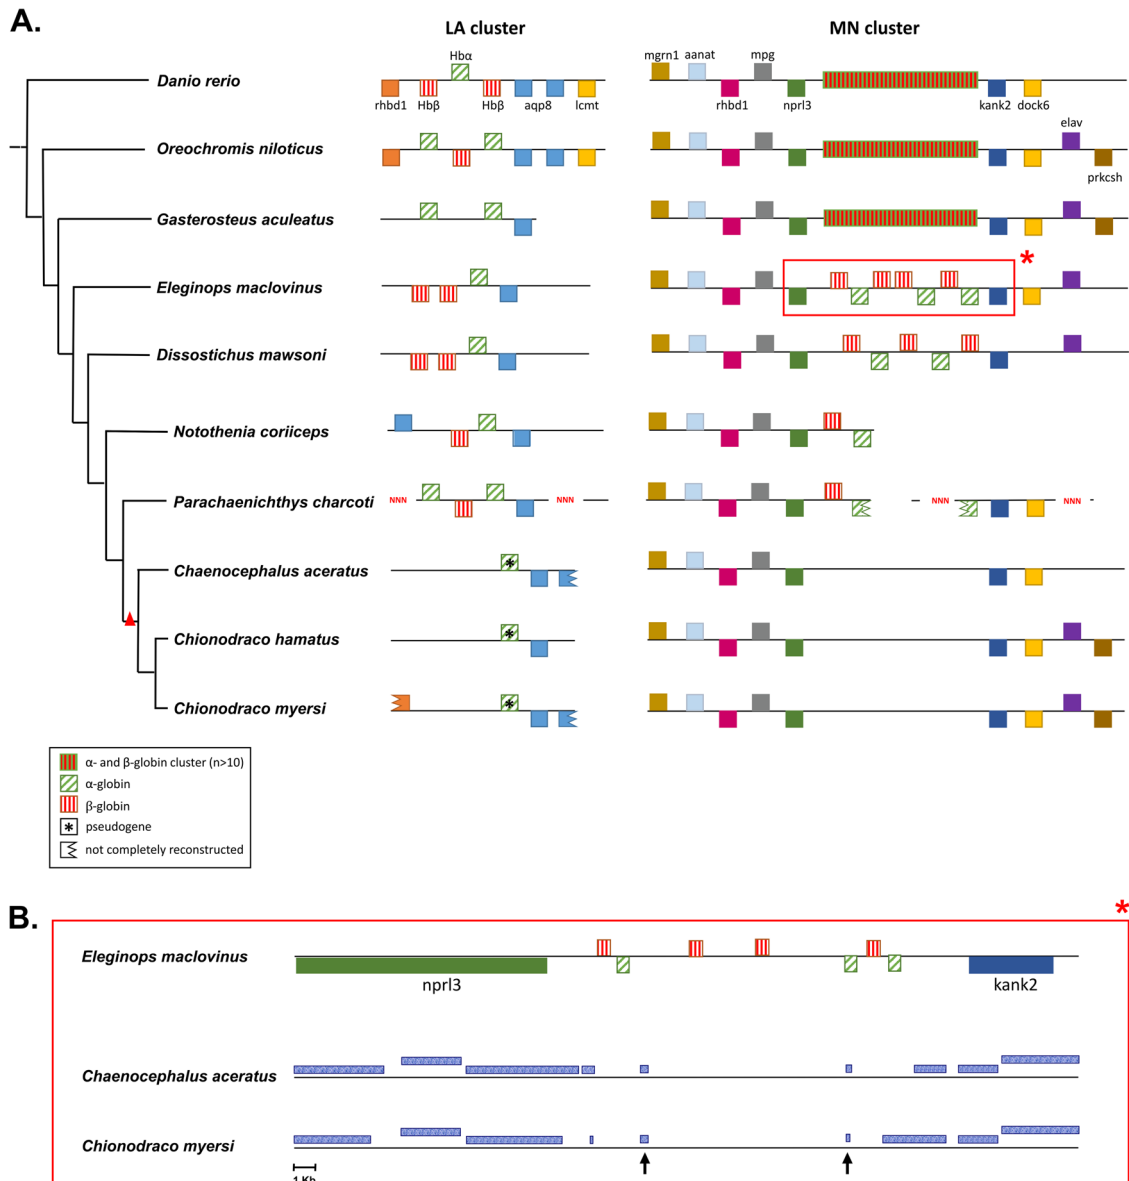 A.
LA cluster
MN cluster
Hbα
mgrn1 aanat mpg
Danio rerio
rhbd1 Hbβ Hbβ aqp8 lcmt
rhbd1 nprl3 kank2 dock6
elav
Oreochromis niloticus
prkcsh
Gasterosteus aculeatus
*
Eleginops maclovinus
Dissostichus mawsoni
Notothenia coriiceps
Parachaenichthys charcoti
NNN NNN NNN NNN
Chaenocephalus aceratus
*
Chionodraco hamatus
*
Chionodraco myersi
*
α- and β-globin cluster (n>10)
α-globin
β-globin
* pseudogene
not completely reconstructed
B.
*
Eleginops maclovinus
nprl3 kank2
Chaenocephalus aceratus
Chionodraco myersi
1 Kb